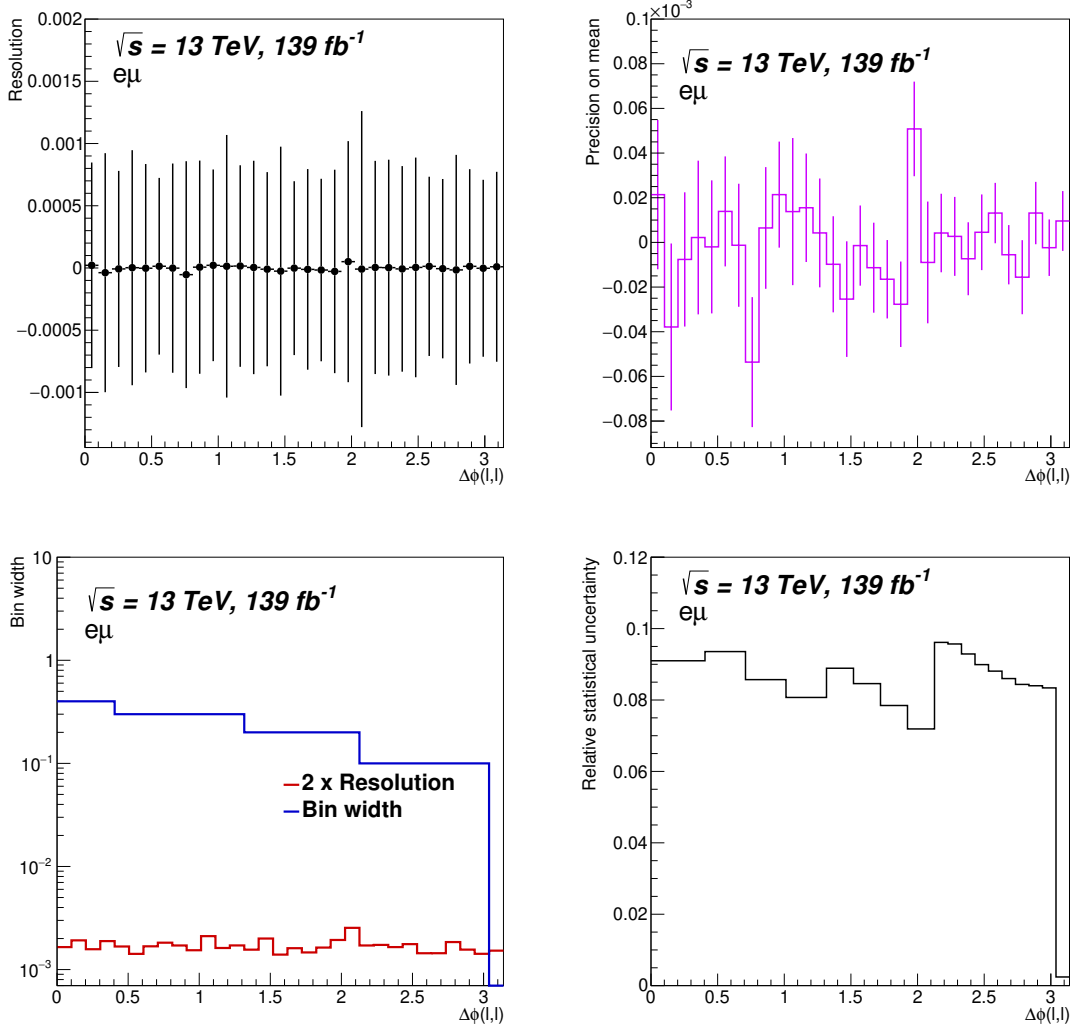 Resolution
0.002
0.0015
0.001
0.0005
0
−0.0005
−0.001
√s = 13 TeV, 139 fb⁻¹
eμ
0 0.5 1 1.5 2 2.5 3
Δϕ(l,l)
Precision on mean
×10⁻³
0.1
0.08
0.06
0.04
0.02
0
−0.02
−0.04
−0.06
−0.08
√s = 13 TeV, 139 fb⁻¹
eμ
0 0.5 1 1.5 2 2.5 3
Δϕ(l,l)
Bin width
10
1
10⁻¹
10⁻²
10⁻³
√s = 13 TeV, 139 fb⁻¹
eμ
2 x Resolution
Bin width
0 0.5 1 1.5 2 2.5 3
Δϕ(l,l)
Relative statistical uncertainty
0.12
0.1
0.08
0.06
0.04
0.02
0
√s = 13 TeV, 139 fb⁻¹
eμ
0 0.5 1 1.5 2 2.5 3
Δϕ(l,l)